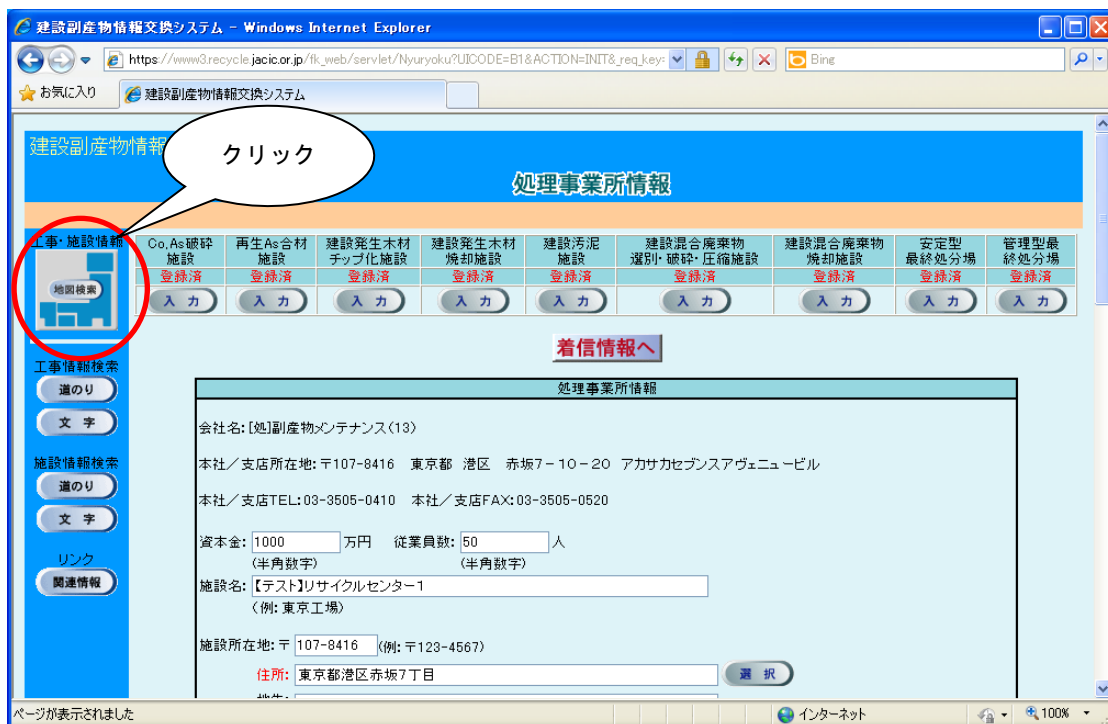 建設副産物情報交換システム - Windows Internet Explorer
https://www3.recycle.jacic.or.jp/fk_web/servlet/Nyuryoku?UICODE=B1&ACTION=INIT&_req_key=
Bing
お気に入り
建設副産物情報交換システム
建設副産物情報
クリック
処理事業所情報
工事・施設情報
地図検索
Co,As破砕
施設
登録済
入 力
再生As合材
施設
登録済
入 力
建設発生木材
チップ化施設
登録済
入 力
建設発生木材
焼却施設
登録済
入 力
建設汚泥
施設
登録済
入 力
建設混合廃棄物
選別・破砕・圧縮施設
登録済
入 力
建設混合廃棄物
焼却施設
登録済
入 力
安定型
最終処分場
登録済
入 力
管理型最
終処分場
登録済
入 力
着信情報へ
工事情報検索
道のり
文 字
施設情報検索
道のり
文 字
リンク
関連情報
処理事業所情報
会社名:[処]副産物メンテナンス(13)
本社／支店所在地:〒107-8416 東京都 港区 赤坂7－10－20 アカサカセブンスアヴェニュービル
本社／支店TEL:03-3505-0410 本社／支店FAX:03-3505-0520
資本金: 1000 万円 従業員数: 50 人
(半角数字) (半角数字)
施設名: 【テスト】リサイクルセンター1
(例: 東京工場)
施設所在地: 〒 107-8416 (例: 〒123-4567)
住所: 東京都港区赤坂7丁目 選 択
ページが表示されました
インターネット
100%